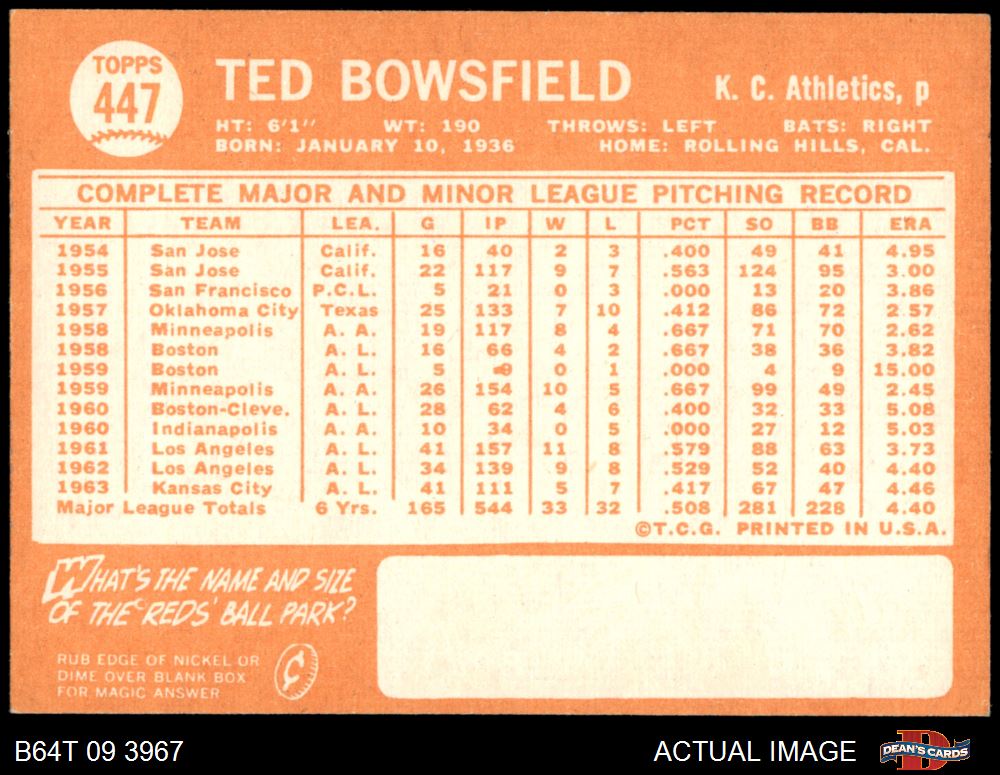 TOPPS
447
TED BOWSFIELD
K. C. Athletics, p
HT: 6'1" WT: 190 THROWS: LEFT BATS: RIGHT
BORN: JANUARY 10, 1936 HOME: ROLLING HILLS, CAL.
COMPLETE MAJOR AND MINOR LEAGUE PITCHING RECORD
YEAR TEAM LEA. G IP W L PCT SO BB ERA
1954 San Jose Calif. 16 40 2 3 .400 49 41 4.95
1955 San Jose Calif. 22 117 9 7 .563 124 95 3.00
1956 San Francisco P.C.L. 5 21 0 3 .000 13 20 3.86
1957 Oklahoma City Texas 25 133 7 10 .412 86 72 2.57
1958 Minneapolis A. A. 19 117 8 4 .667 71 70 2.62
1958 Boston A. L. 16 66 4 2 .667 38 36 3.82
1959 Boston A. L. 5 9 0 1 .000 4 9 15.00
1959 Minneapolis A. A. 26 154 10 5 .667 99 49 2.45
1960 Boston-Cleve. A. L. 28 62 4 6 .400 32 33 5.08
1960 Indianapolis A. A. 10 34 0 5 .000 27 12 5.03
1961 Los Angeles A. L. 41 157 11 8 .579 88 63 3.73
1962 Los Angeles A. L. 34 139 9 8 .529 52 40 4.40
1963 Kansas City A. L. 41 111 5 7 .417 67 47 4.46
Major League Totals 6 Yrs. 165 544 33 32 .508 281 228 4.40
©T.C.G. PRINTED IN U.S.A.
WHAT'S THE NAME AND SIZE
OF THE REDS' BALL PARK?
RUB EDGE OF NICKEL OR
DIME OVER BLANK BOX
FOR MAGIC ANSWER
¢
B64T 09 3967
ACTUAL IMAGE
DEAN'S CARDS